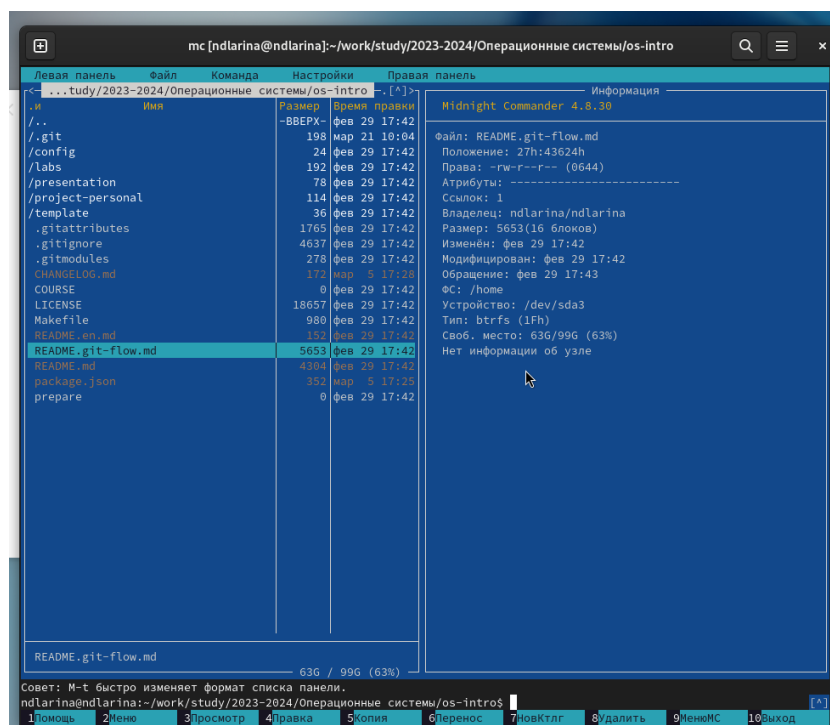 mc [ndlarina@ndlarina]:~/work/study/2023-2024/Операционные системы/os-intro
Левая панель Файл Команда Настройки Правая панель
<─ ...tudy/2023-2024/Операционные системы/os-intro ─.[^]>
.и Имя Размер Время правки
/.. -ВВЕРХ- фев 29 17:42
/.git 198 мар 21 10:04
/config 24 фев 29 17:42
/labs 192 фев 29 17:42
/presentation 78 фев 29 17:42
/project-personal 114 фев 29 17:42
/template 36 фев 29 17:42
.gitattributes 1765 фев 29 17:42
.gitignore 4637 фев 29 17:42
.gitmodules 278 фев 29 17:42
CHANGELOG.md 172 мар 5 17:28
COURSE 0 фев 29 17:42
LICENSE 18657 фев 29 17:42
Makefile 980 фев 29 17:42
README.en.md 152 фев 29 17:42
README.git-flow.md 5653 фев 29 17:42
README.md 4304 фев 29 17:42
package.json 352 мар 5 17:25
prepare 0 фев 29 17:42
README.git-flow.md
63G / 99G (63%)
Информация
Midnight Commander 4.8.30
Файл: README.git-flow.md
Положение: 27h:43624h
Права: -rw-r--r-- (0644)
Атрибуты: -------------------------
Ссылок: 1
Владелец: ndlarina/ndlarina
Размер: 5653(16 блоков)
Изменён: фев 29 17:42
Модифицирован: фев 29 17:42
Обращение: фев 29 17:43
ФС: /home
Устройство: /dev/sda3
Тип: btrfs (1Fh)
Своб. место: 63G/99G (63%)
Нет информации об узле
Совет: M-t быстро изменяет формат списка панели.
ndlarina@ndlarina:~/work/study/2023-2024/Операционные системы/os-intro$ [^]
1Помощь 2Меню 3Просмотр 4Правка 5Копия 6Перенос 7НовКтлг 8Удалить 9МенюMC 10Выход